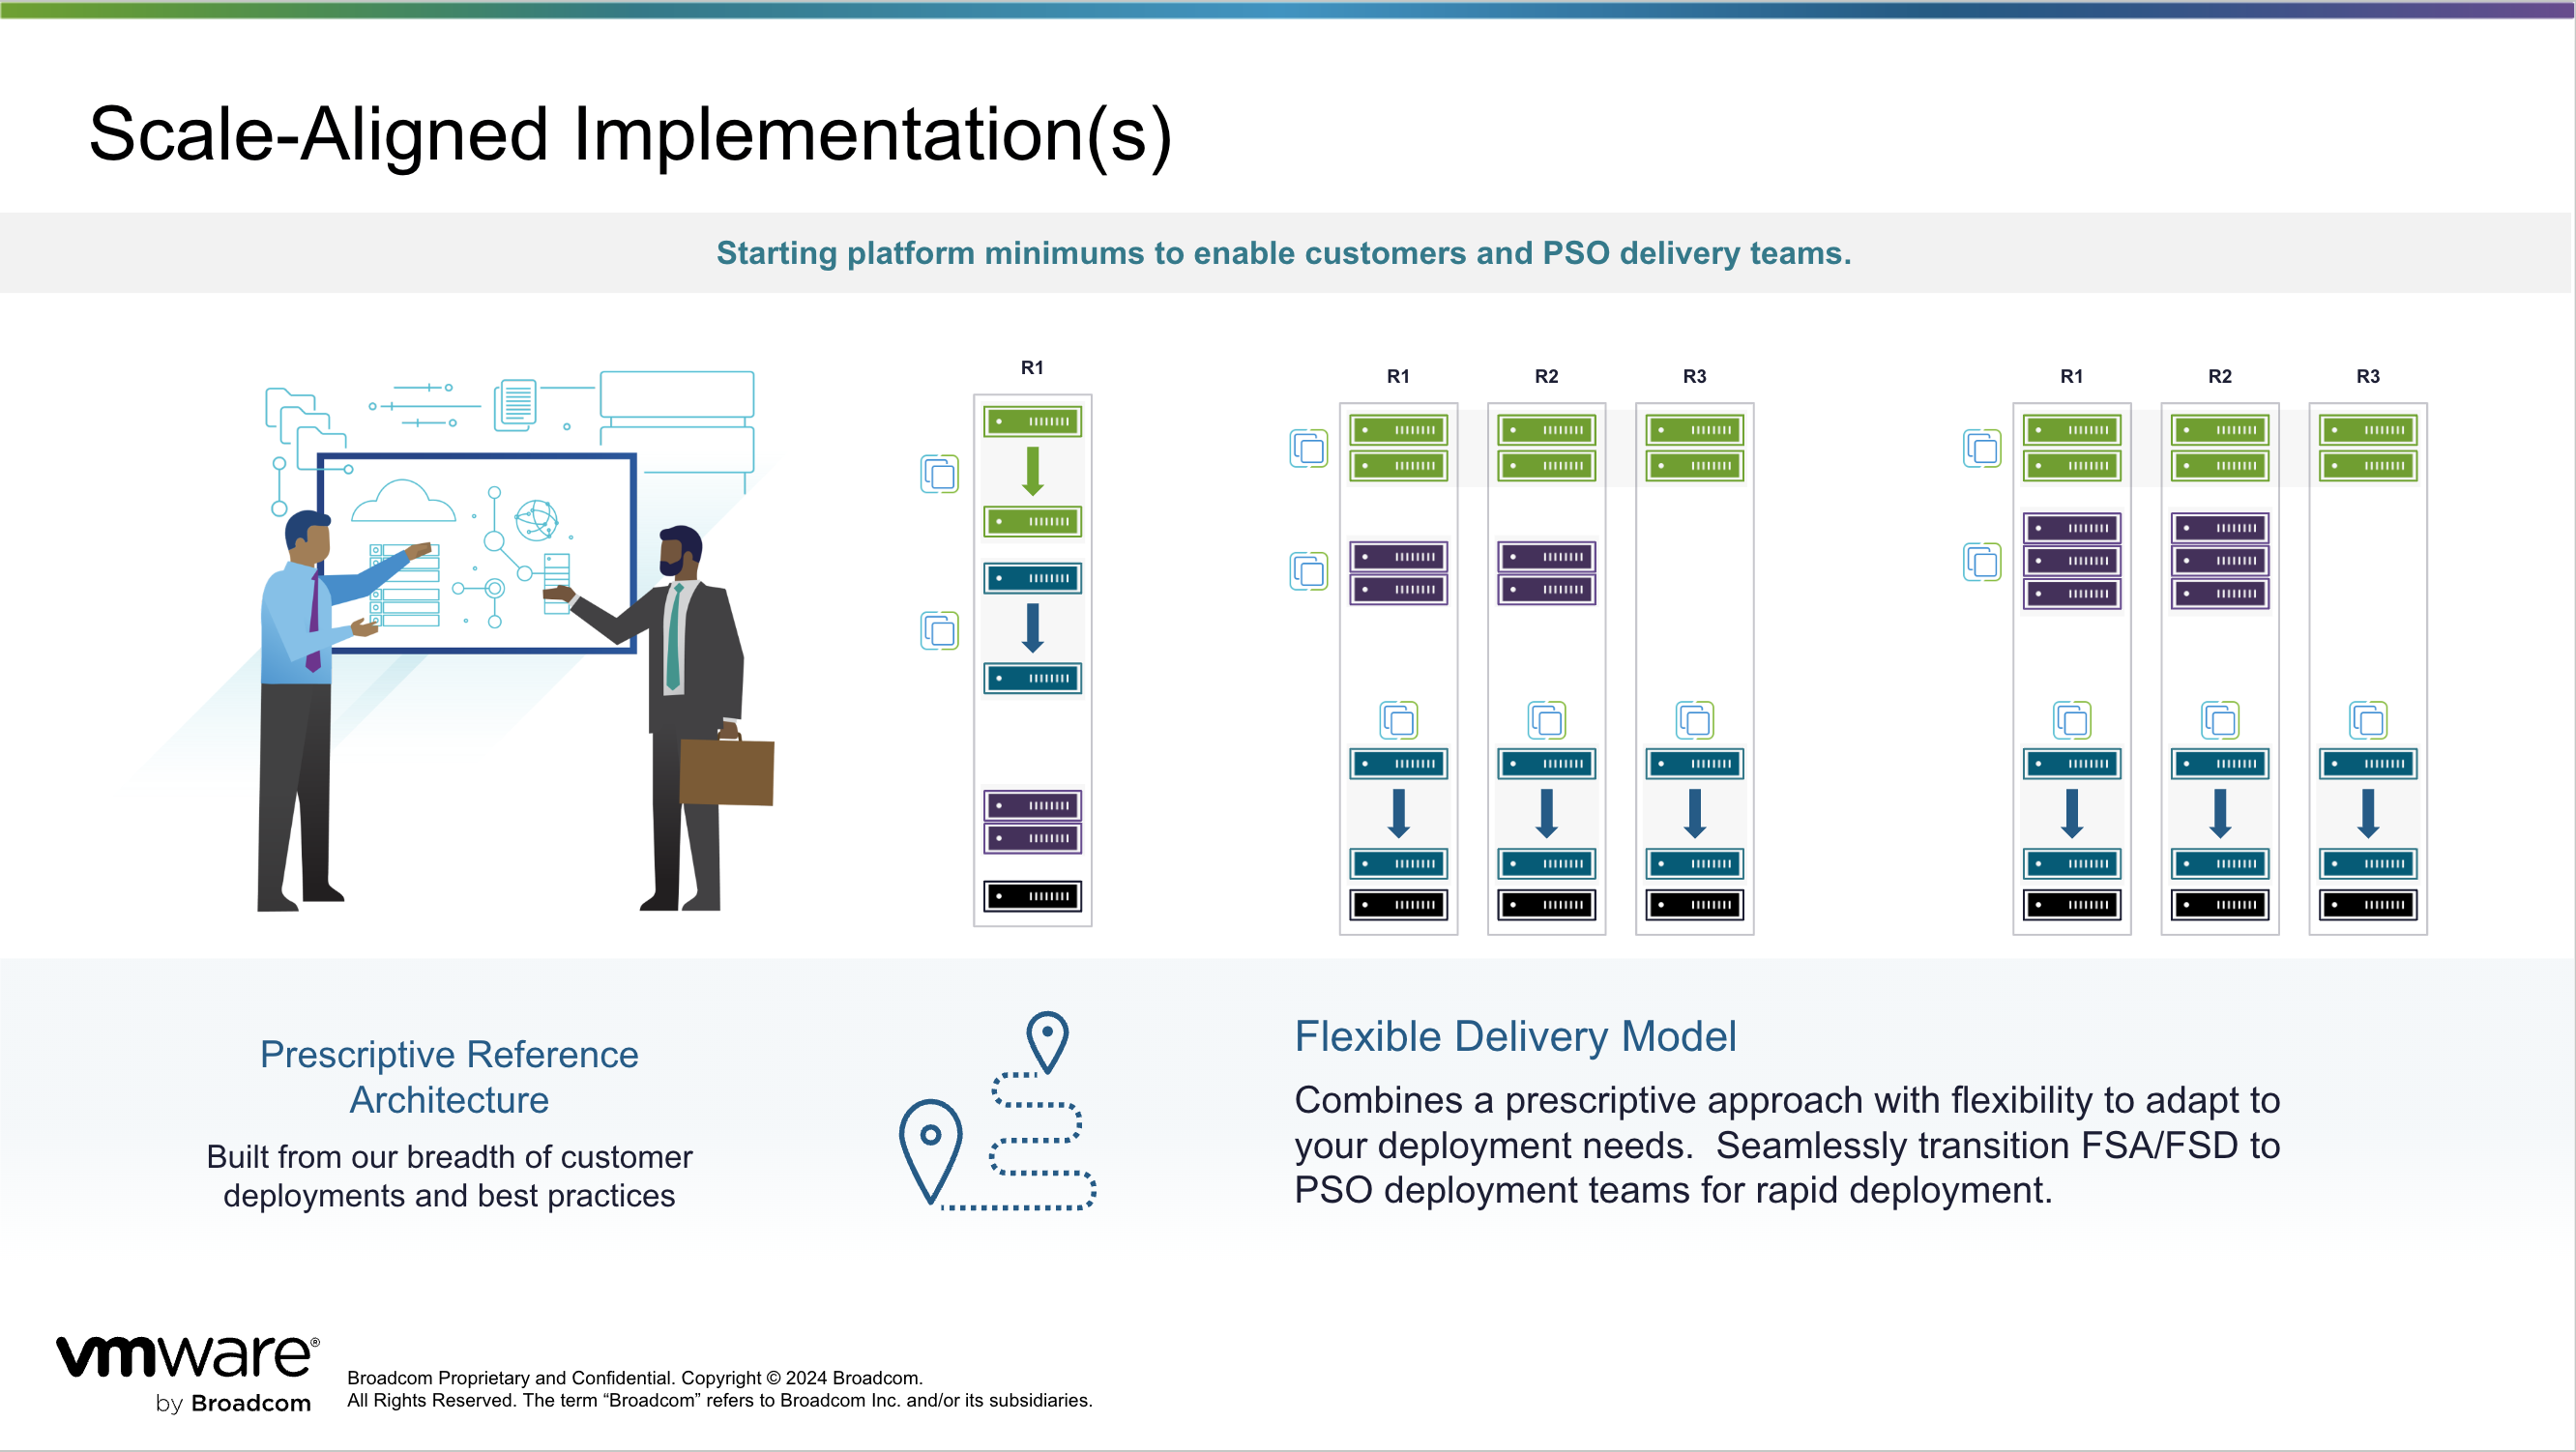 Scale-Aligned Implementation(s)
Starting platform minimums to enable customers and PSO delivery teams.
R1
R1 R2 R3
R1 R2 R3
Prescriptive Reference
Architecture
Built from our breadth of customer
deployments and best practices
Flexible Delivery Model
Combines a prescriptive approach with flexibility to adapt to
your deployment needs.  Seamlessly transition FSA/FSD to
PSO deployment teams for rapid deployment.
vmware®
by Broadcom
Broadcom Proprietary and Confidential. Copyright © 2024 Broadcom.
All Rights Reserved. The term “Broadcom” refers to Broadcom Inc. and/or its subsidiaries.